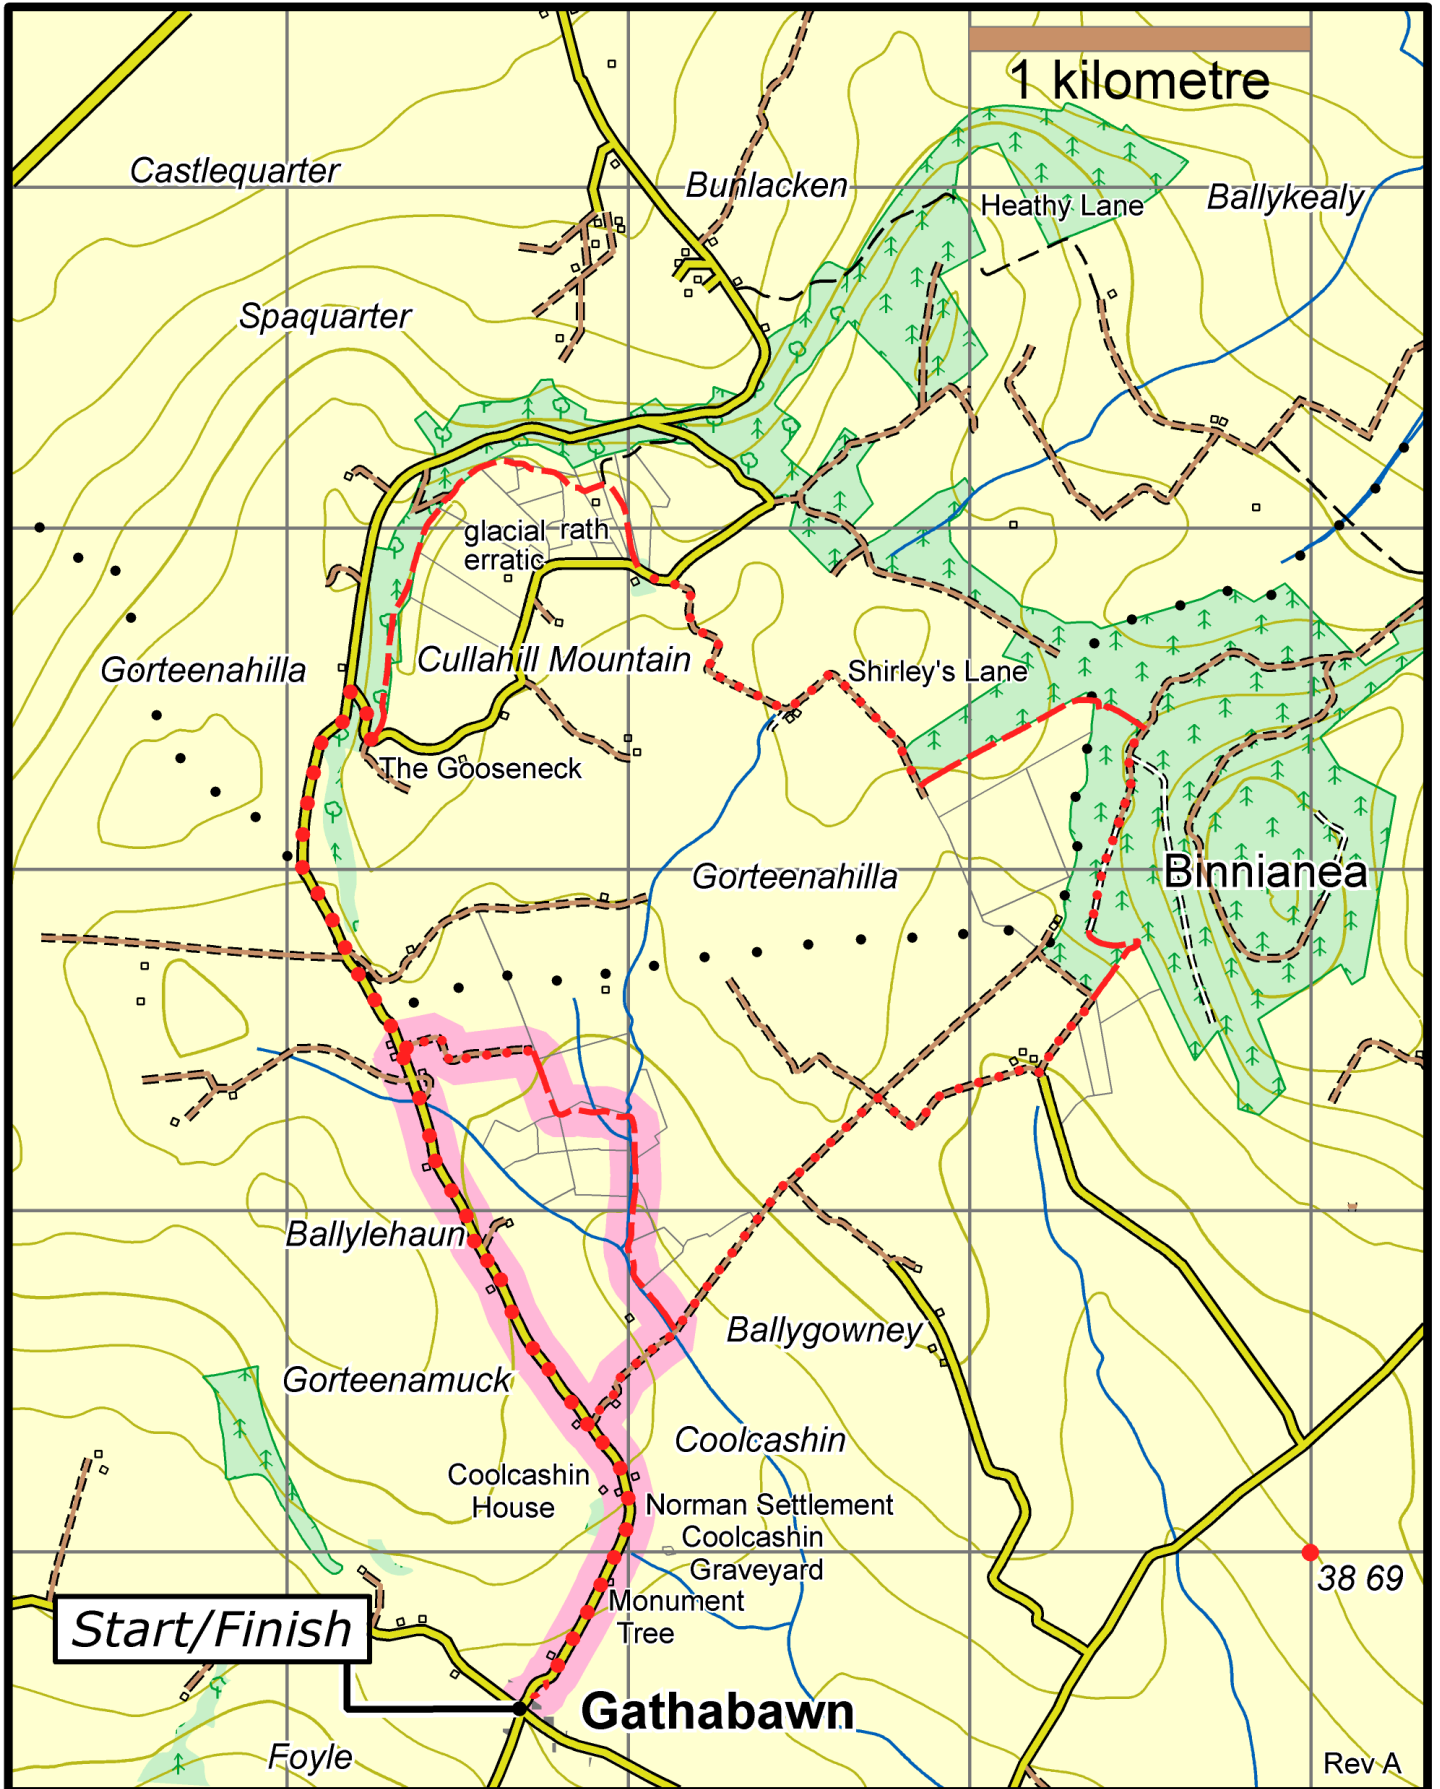 1 kilometre
Castlequarter
Bunlacken
Heathy Lane
Ballykealy
Spaquarter
glacial
erratic
rath
Gorteenahilla
Cullahill Mountain
Shirley's Lane
The Gooseneck
Gorteenahilla
Binnianea
Ballylehaun
Ballygowney
Gorteenamuck
Coolcashin
Coolcashin
House
Norman Settlement
Coolcashin
Graveyard
38 69
Monument
Tree
Start/Finish
Gathabawn
Foyle
Rev A